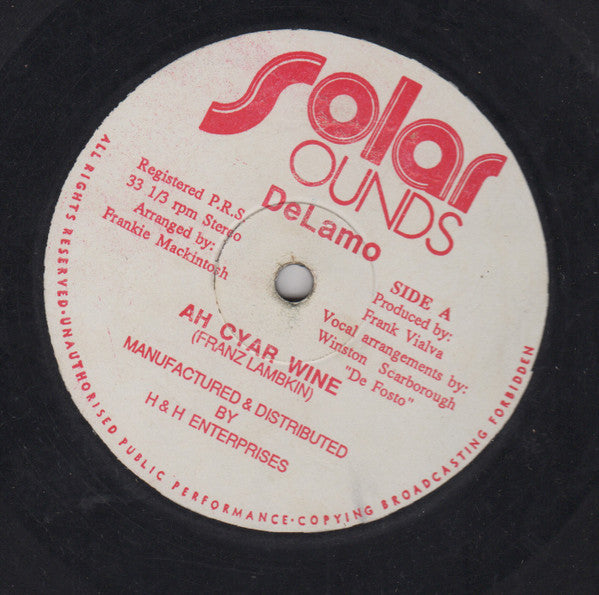 Solar
SOUNDS
DeLamo
Registered P.R.S.
33 1/3 rpm Stereo
Arranged by:
Frankie Mackintosh
SIDE A
Produced by:
Frank Vialva
Vocal arrangements by:
Winston Scarborough
"De Fosto"
AH CYAR WINE
(FRANZ LAMBKIN)
MANUFACTURED & DISTRIBUTED
BY
H & H ENTERPRISES
ALL RIGHTS RESERVED·UNAUTHORISED PUBLIC PERFORMANCE·COPYING BROADCASTING FORBIDDEN